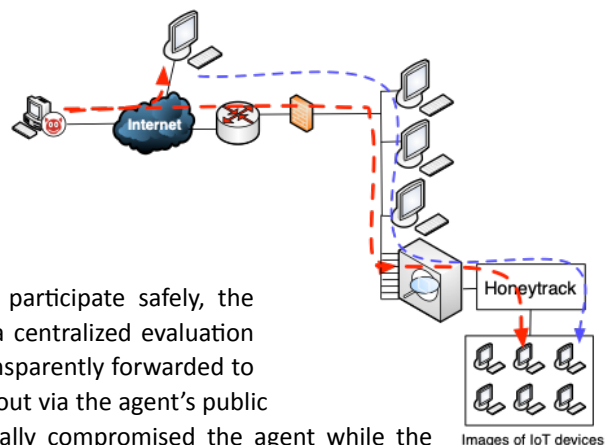 Internet
Honeytrack
participate safely, the
a centralized evaluation
nsparently forwarded to
out via the agent's public
ally compromised the agent while the
Images of IoT devices